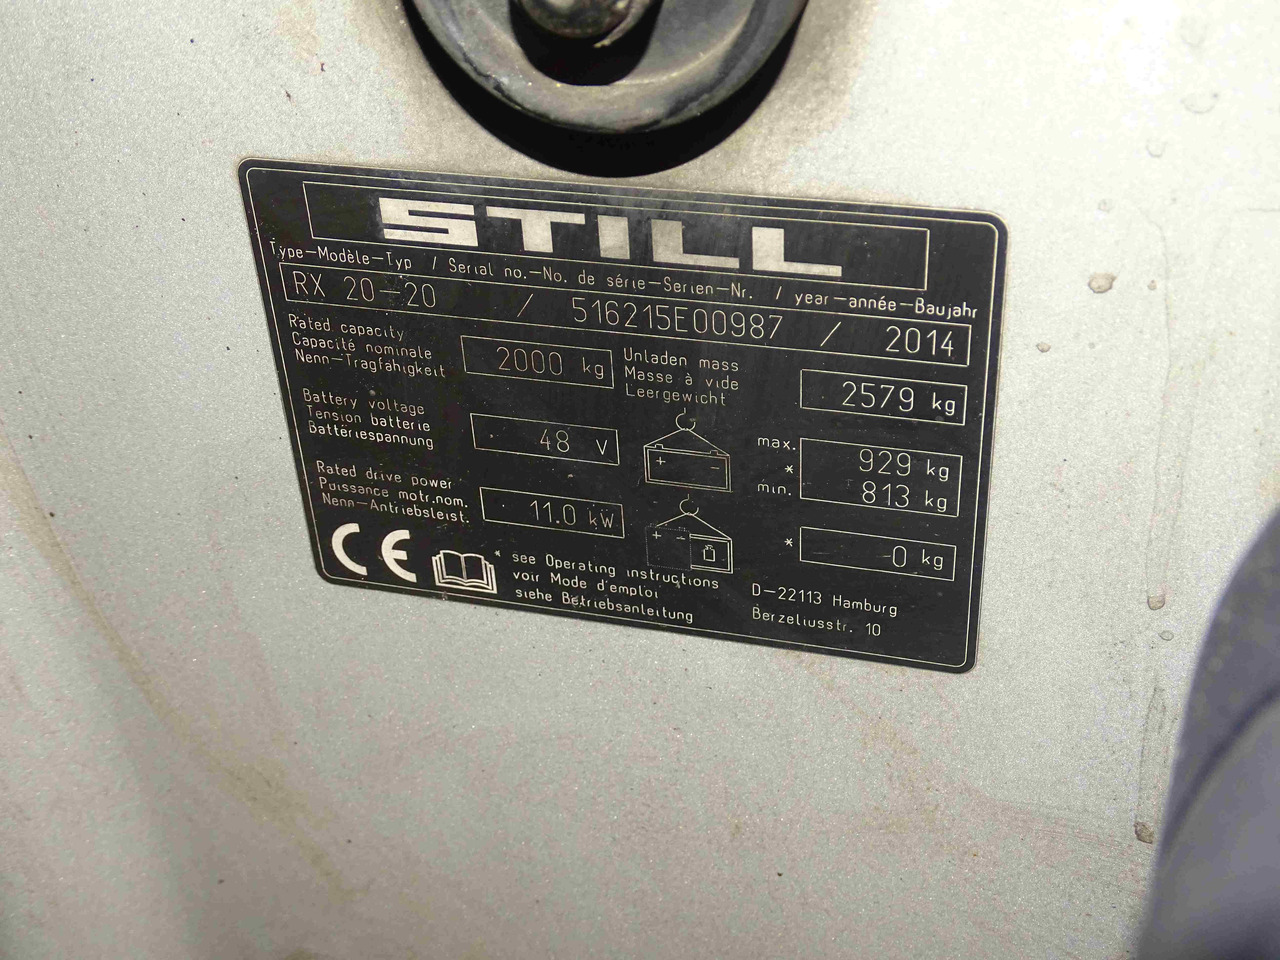 STILL
Type-Modèle-Typ / Serial no.-No. de série-Serien-Nr. / year-année-Baujahr
RX 20-20 / 516215E00987 / 2014
Rated capacity
Capacité nominale
Nenn-Tragfähigkeit
2000 kg
Unladen mass
Masse à vide
Leergewicht
2579 kg
Battery voltage
Tension batterie
Battériespannung
48 V
max. 929 kg
*
min. 813 kg
Rated drive power
Puissance motr.nom.
Nenn-Antriebsleist.
11.0 kW
+ -
+ -
* 0 kg
CE
* see Operating instructions
voir Mode d'emploi
siehe Betriebsanleitung
D-22113 Hamburg
Berzeliusstr. 10